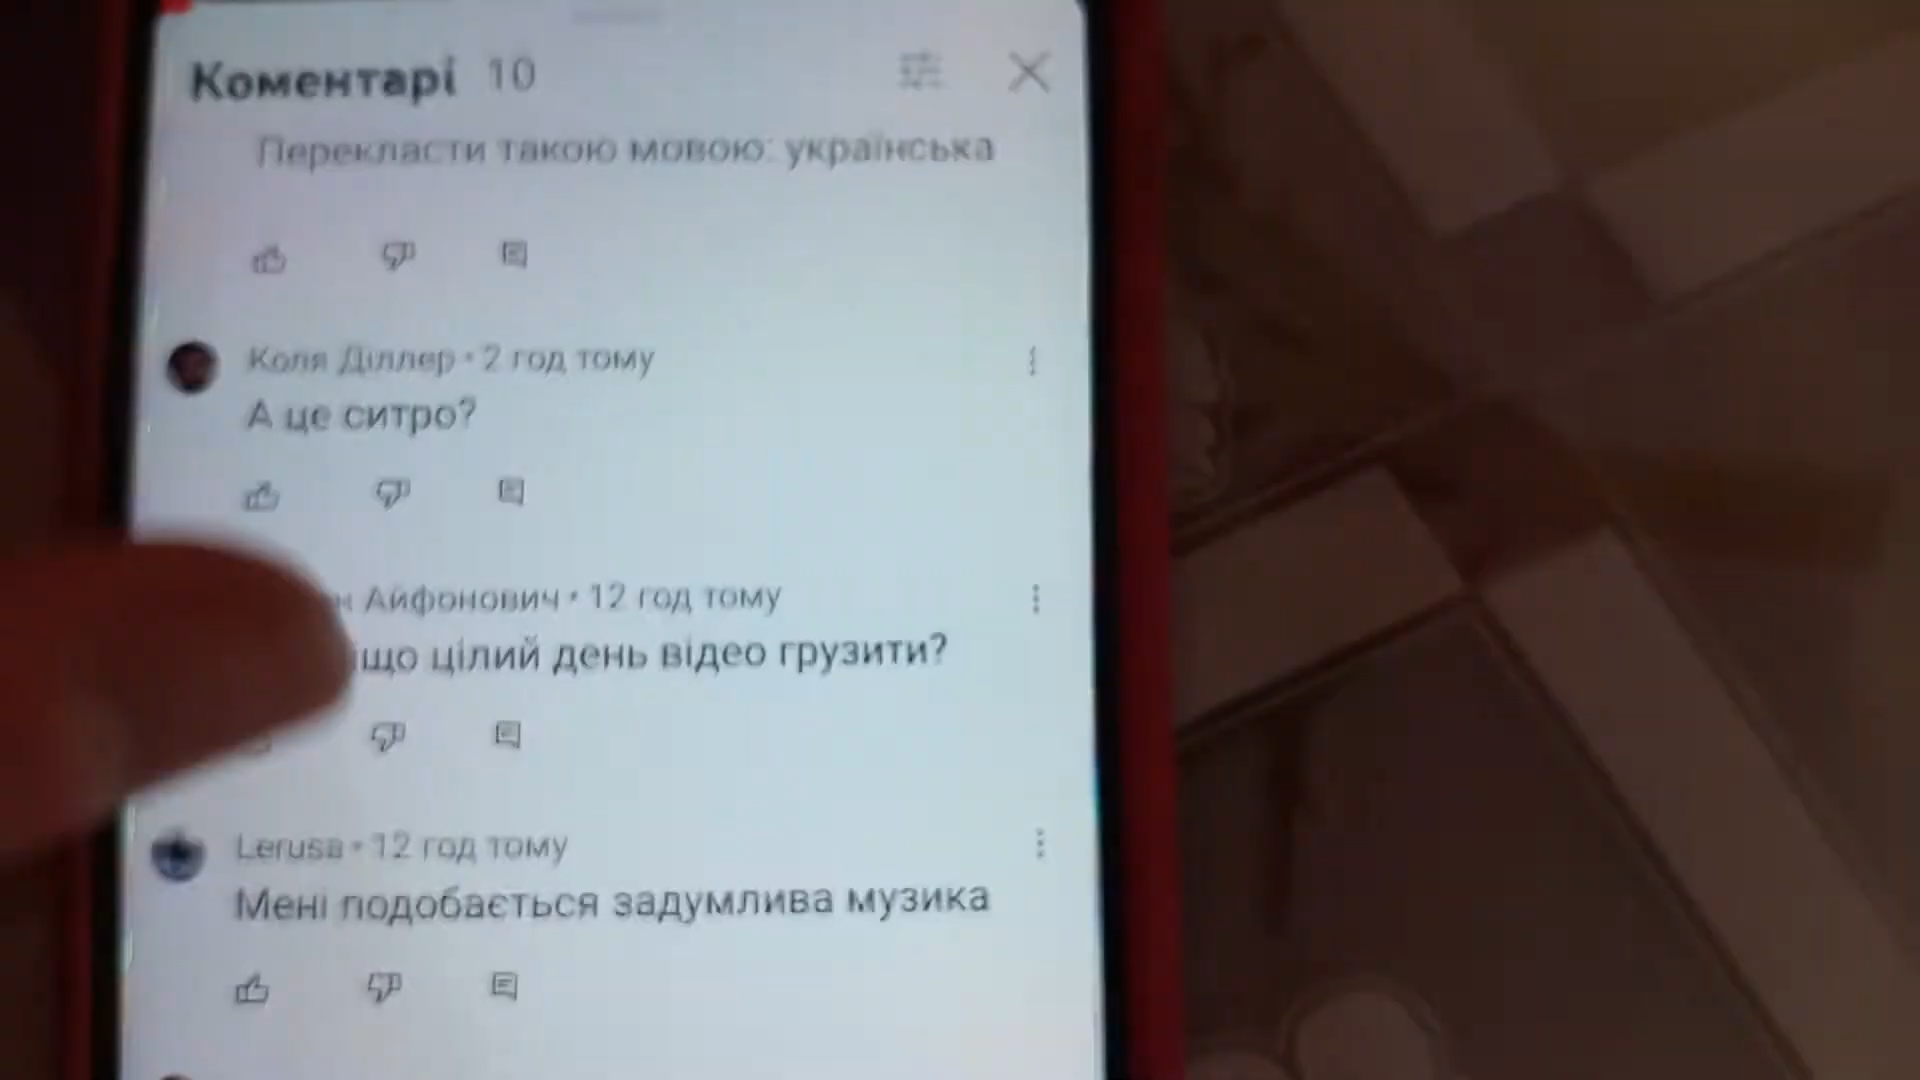 Коментарі 10
Перекласти такою мовою: українська
Коля Діллер • 2 год тому
А це ситро?
Айфонович • 12 год тому
що цілий день відео грузити?
Lerusa • 12 год тому
Мені подобається задумлива музика